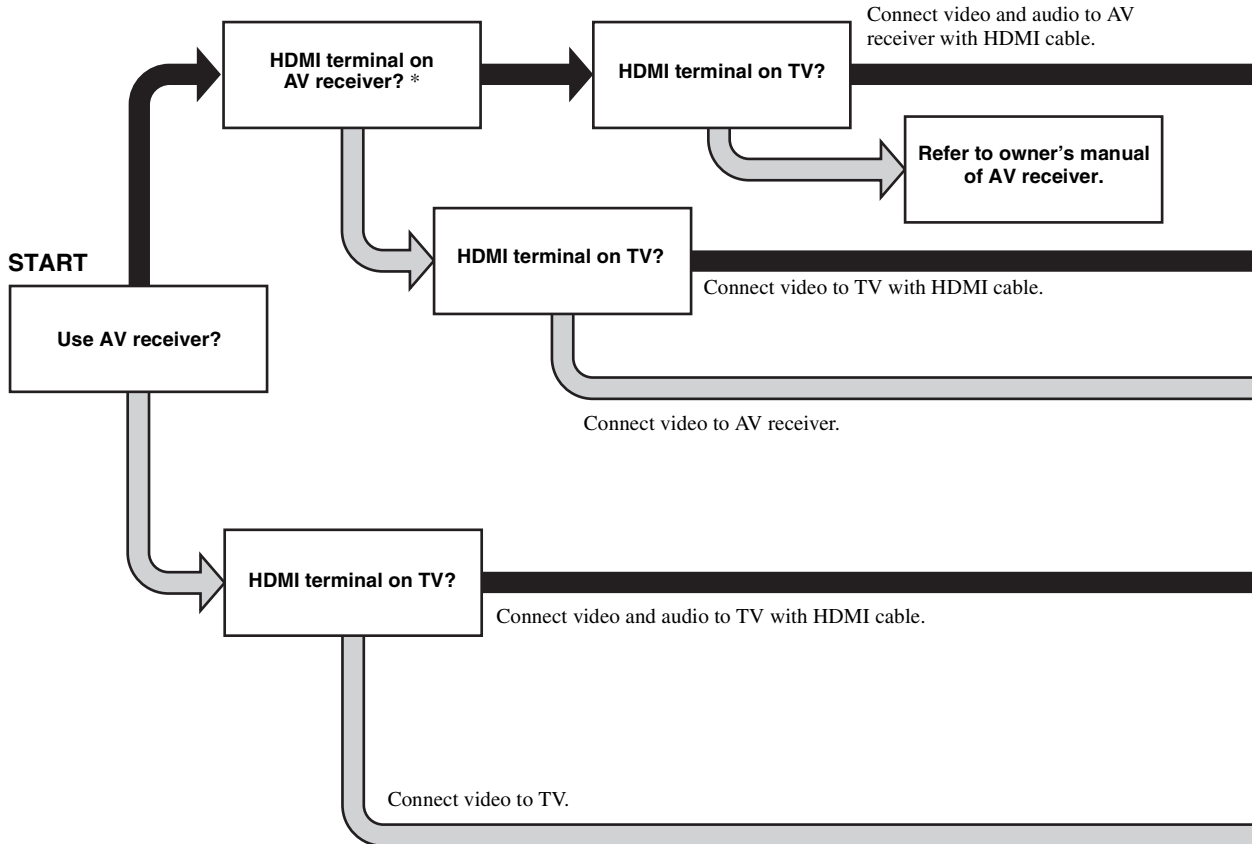 Connect video and audio to AV
receiver with HDMI cable.
HDMI terminal on
AV receiver? *
HDMI terminal on TV?
Refer to owner's manual
of AV receiver.
HDMI terminal on TV?
START
Connect video to TV with HDMI cable.
Use AV receiver?
Connect video to AV receiver.
HDMI terminal on TV?
Connect video and audio to TV with HDMI cable.
Connect video to TV.